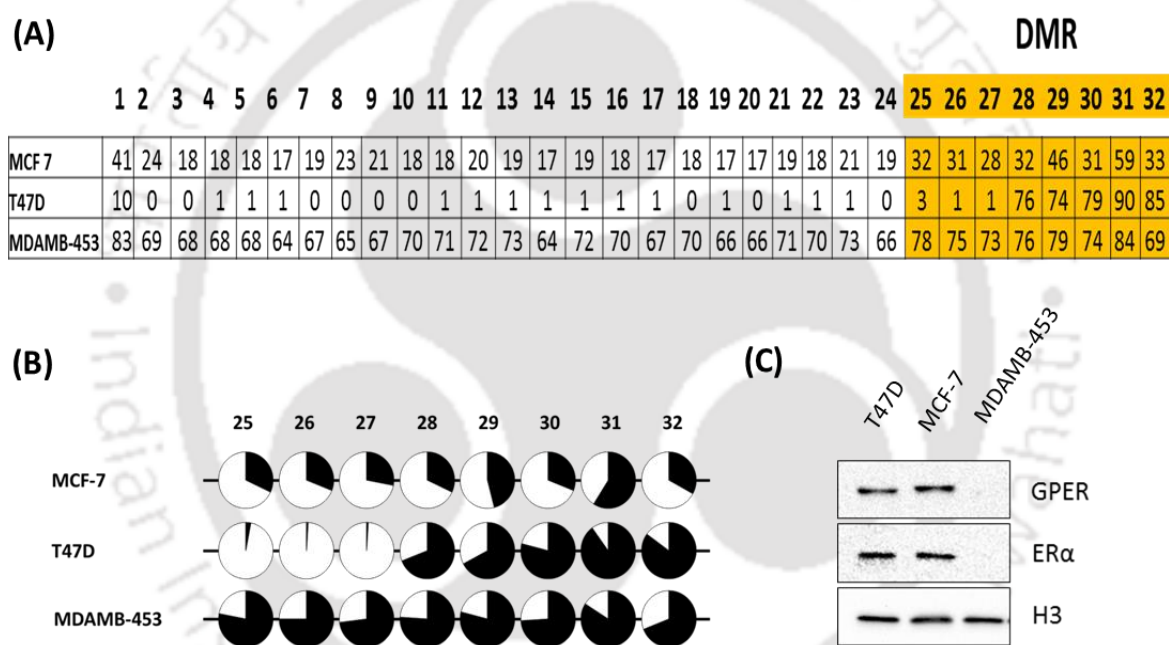 (A)
DMR
1 2 3 4 5 6 7 8 9 10 11 12 13 14 15 16 17 18 19 20 21 22 23 24 25 26 27 28 29 30 31 32
MCF 7 41 24 18 18 18 17 19 23 21 18 18 20 19 17 19 18 17 18 17 17 19 18 21 19 32 31 28 32 46 31 59 33
T47D 10 0 0 1 1 1 0 0 0 0 1 1 1 1 1 1 1 0 1 0 1 1 1 0 3 1 1 76 74 79 90 85
MDAMB-453 83 69 68 68 68 64 67 65 67 70 71 72 73 64 72 70 67 70 66 66 71 70 73 66 78 75 73 76 79 74 84 69
(B)
25 26 27 28 29 30 31 32
MCF-7
T47D
MDAMB-453
(C)
T47D MCF-7 MDAMB-453
GPER
ERα
H3
Indian In